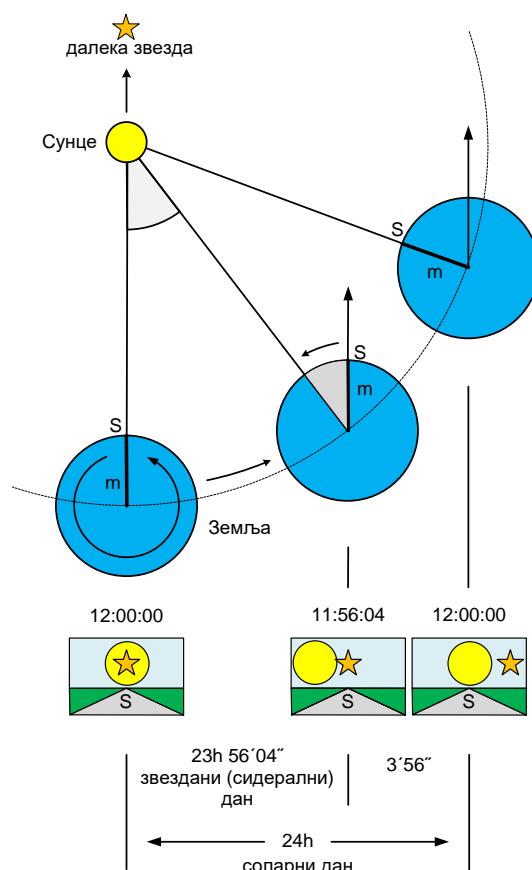 далека звезда
Сунце
S
m
S
m
S
m
Земља
12:00:00
11:56:04
12:00:00
S
S
S
23h 56´04˝
звездани (сидерални)
дан
3´56˝
24h
соларни дан